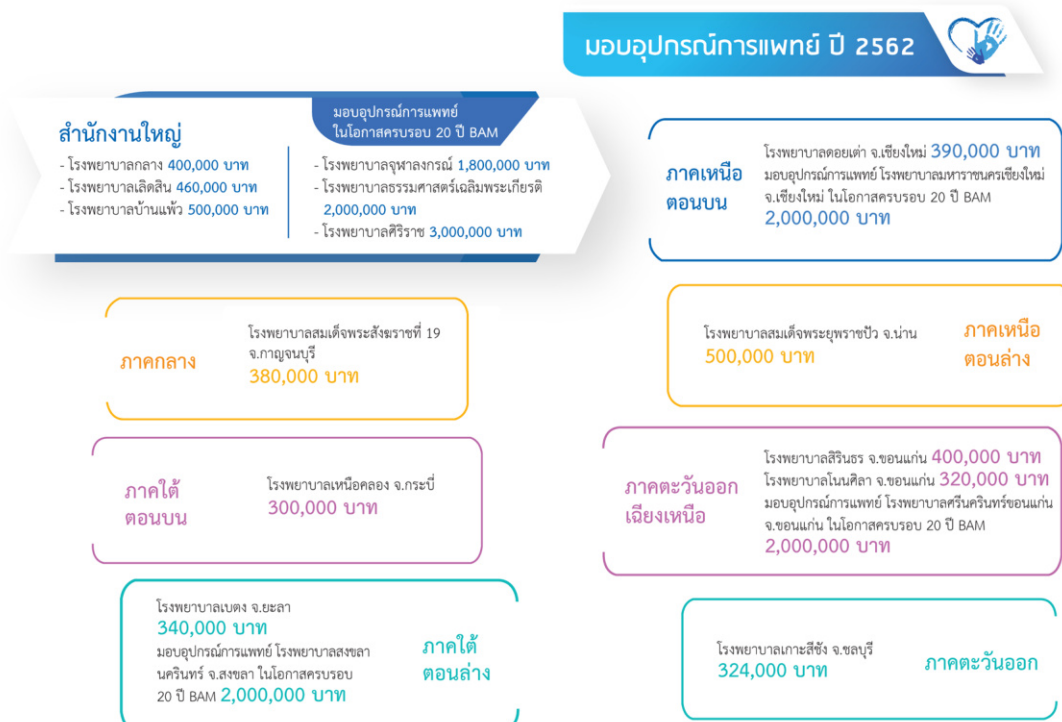 มอบอุปกรณ์การแพทย์ ปี 2562
สำนักงานใหญ่
- โรงพยาบาลกลาง 400,000 บาท
- โรงพยาบาลเลิดสิน 460,000 บาท
- โรงพยาบาลบ้านแพ้ว 500,000 บาท
มอบอุปกรณ์การแพทย์
ในโอกาสครบรอบ 20 ปี BAM
- โรงพยาบาลจุฬาลงกรณ์ 1,800,000 บาท
- โรงพยาบาลธรรมศาสตร์เฉลิมพระเกียรติ
2,000,000 บาท
- โรงพยาบาลศิริราช 3,000,000 บาท
ภาคเหนือ
ตอนบน
โรงพยาบาลดอยเต่า จ.เชียงใหม่ 390,000 บาท
มอบอุปกรณ์การแพทย์ โรงพยาบาลมหาราชนครเชียงใหม่
จ.เชียงใหม่ ในโอกาสครบรอบ 20 ปี BAM
2,000,000 บาท
ภาคกลาง
โรงพยาบาลสมเด็จพระสังฆราชที่ 19
จ.กาญจนบุรี
380,000 บาท
โรงพยาบาลสมเด็จพระยุพราชปัว จ.น่าน
500,000 บาท
ภาคเหนือ
ตอนล่าง
ภาคใต้
ตอนบน
โรงพยาบาลเหนือคลอง จ.กระบี่
300,000 บาท
ภาคตะวันออก
เฉียงเหนือ
โรงพยาบาลสิรินธร จ.ขอนแก่น 400,000 บาท
โรงพยาบาลโนนศิลา จ.ขอนแก่น 320,000 บาท
มอบอุปกรณ์การแพทย์ โรงพยาบาลศรีนครินทร์ขอนแก่น
จ.ขอนแก่น ในโอกาสครบรอบ 20 ปี BAM
2,000,000 บาท
โรงพยาบาลเบตง จ.ยะลา
340,000 บาท
มอบอุปกรณ์การแพทย์ โรงพยาบาลสงขลา
นครินทร์ จ.สงขลา ในโอกาสครบรอบ
20 ปี BAM 2,000,000 บาท
ภาคใต้
ตอนล่าง
โรงพยาบาลเกาะสีชัง จ.ชลบุรี
324,000 บาท
ภาคตะวันออก